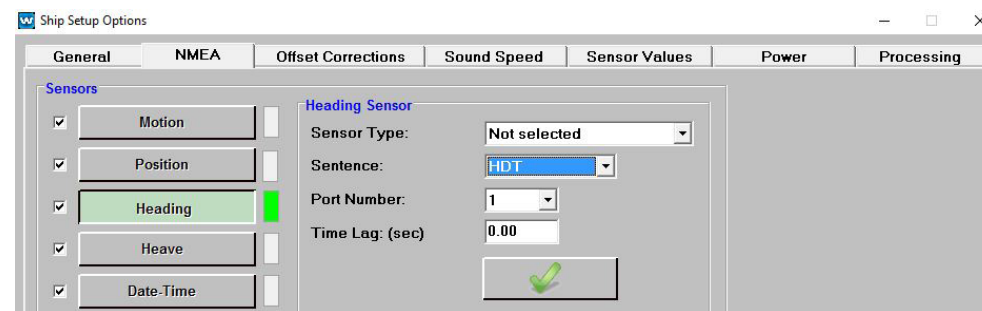 Ship Setup Options
General NMEA Offset Corrections Sound Speed Sensor Values Power Processing
Sensors
Motion
Position
Heading
Heave
Date-Time
Heading Sensor
Sensor Type: Not selected
Sentence: HDT
Port Number: 1
Time Lag: (sec) 0.00